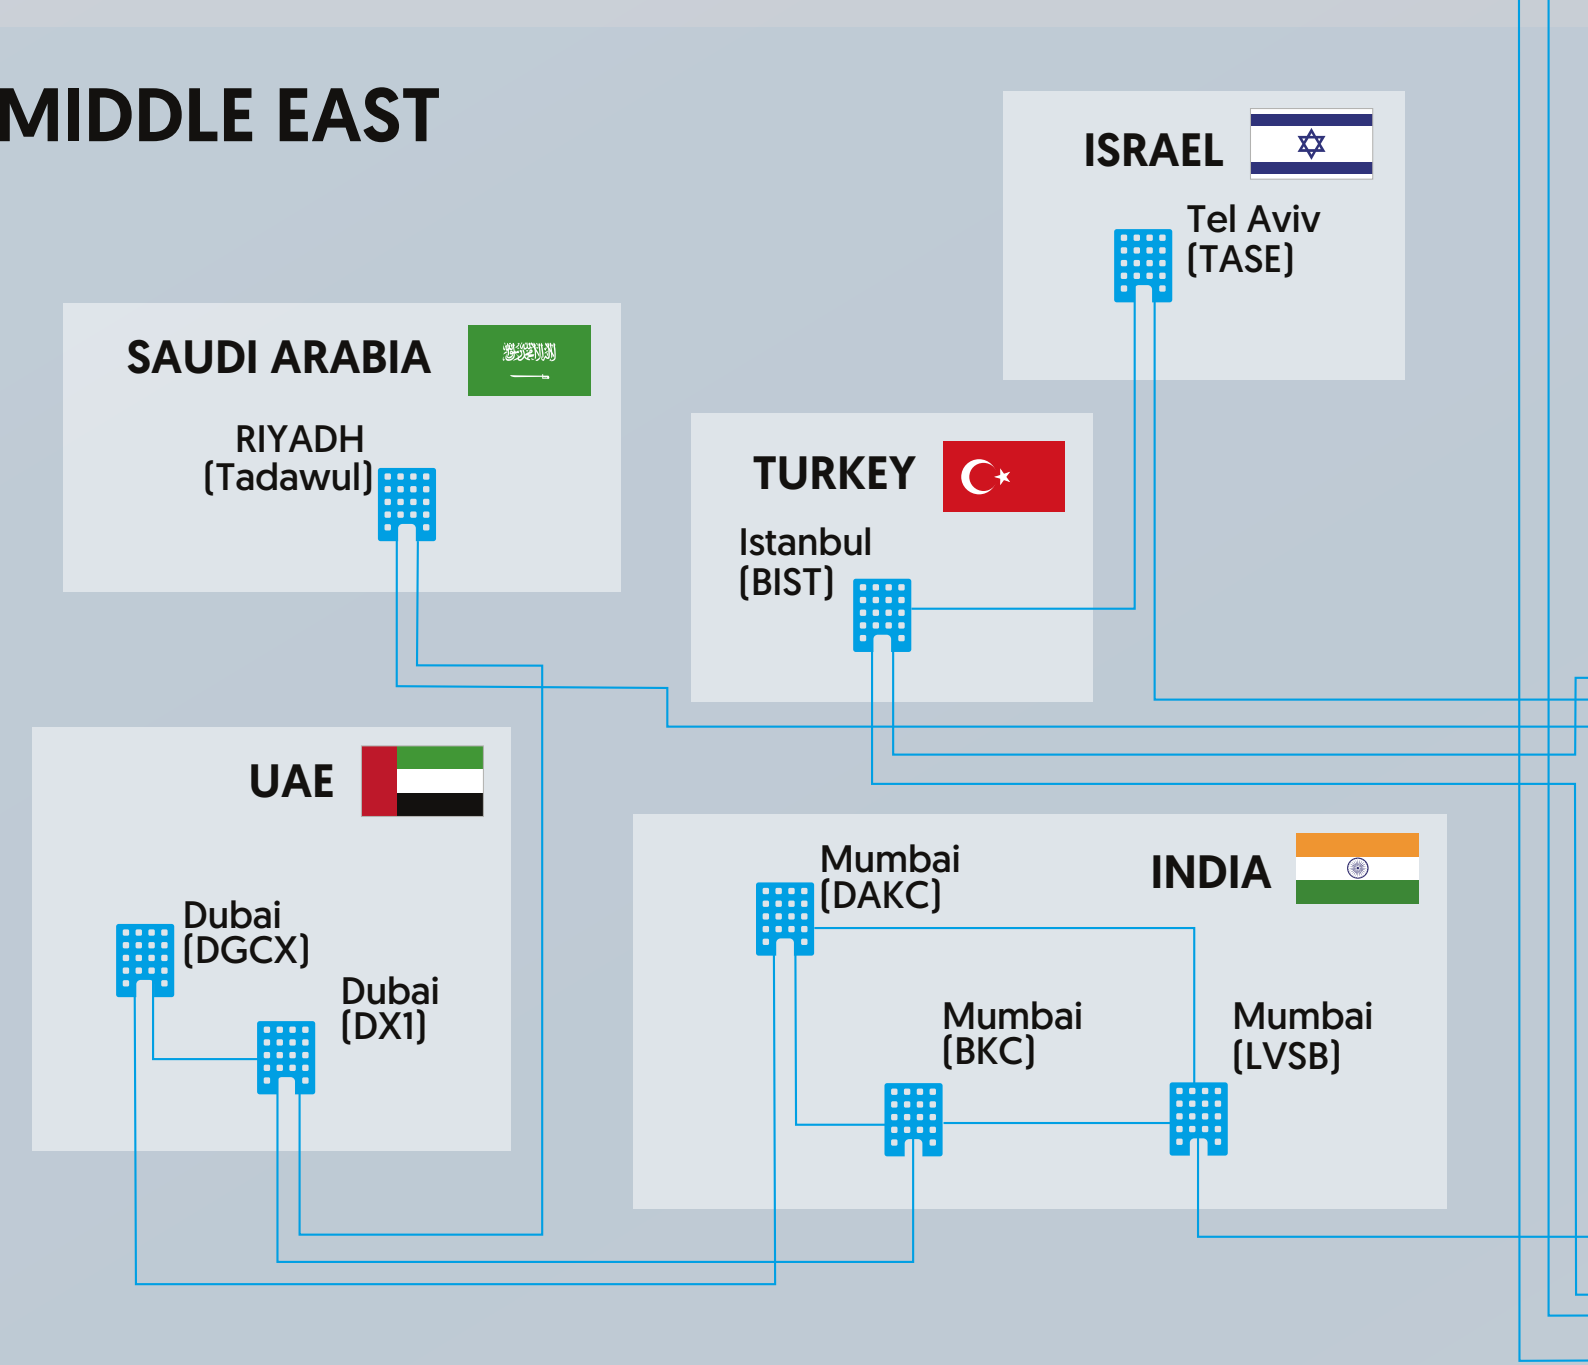 MIDDLE EAST
ISRAEL
Tel Aviv
(TASE)
SAUDI ARABIA
RIYADH
(Tadawul)
TURKEY
Istanbul
(BIST)
UAE
Dubai
(DGCX)
Dubai
(DX1)
INDIA
Mumbai
(DAKC)
Mumbai
(BKC)
Mumbai
(LVSB)